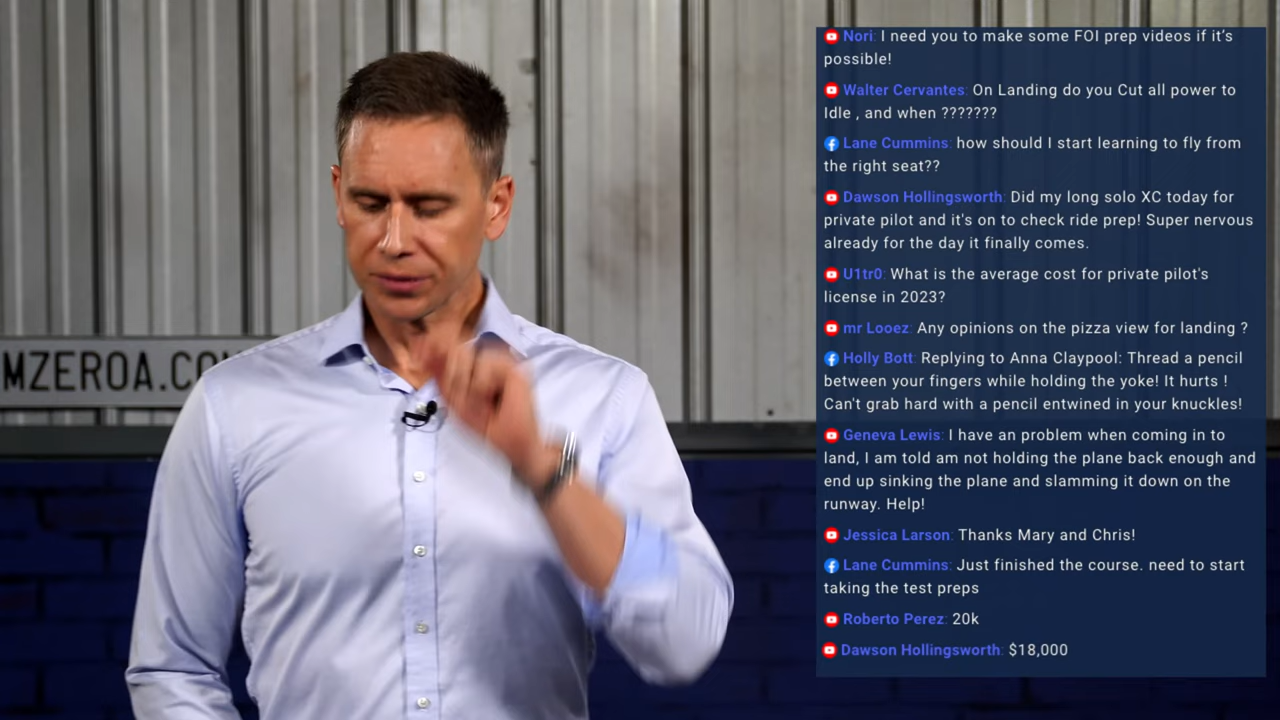 MZEROA.CO
Nori: I need you to make some FOI prep videos if it's
possible!
Walter Cervantes: On Landing do you Cut all power to
Idle , and when ???????
Lane Cummins: how should I start learning to fly from
the right seat??
Dawson Hollingsworth: Did my long solo XC today for
private pilot and it's on to check ride prep! Super nervous
already for the day it finally comes.
U1tr0: What is the average cost for private pilot's
license in 2023?
mr Looez: Any opinions on the pizza view for landing ?
Holly Bott: Replying to Anna Claypool: Thread a pencil
between your fingers while holding the yoke! It hurts !
Can't grab hard with a pencil entwined in your knuckles!
Geneva Lewis: I have an problem when coming in to
land, I am told am not holding the plane back enough and
end up sinking the plane and slamming it down on the
runway. Help!
Jessica Larson: Thanks Mary and Chris!
Lane Cummins: Just finished the course. need to start
taking the test preps
Roberto Perez: 20k
Dawson Hollingsworth: $18,000